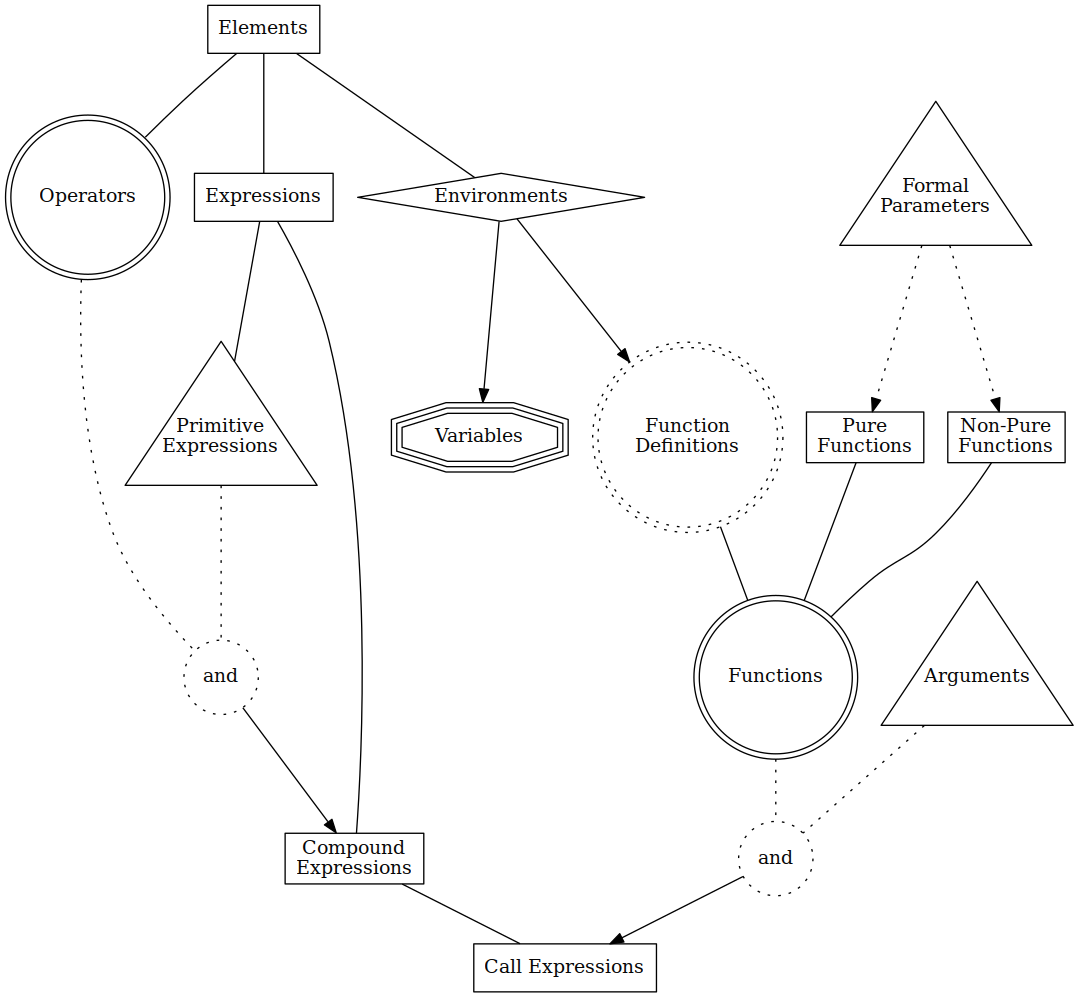 Elements
Operators
Expressions
Environments
Formal
Parameters
Primitive
Expressions
Variables
Function
Definitions
Pure
Functions
Non-Pure
Functions
and
Functions
Arguments
Compound
Expressions
and
Call Expressions